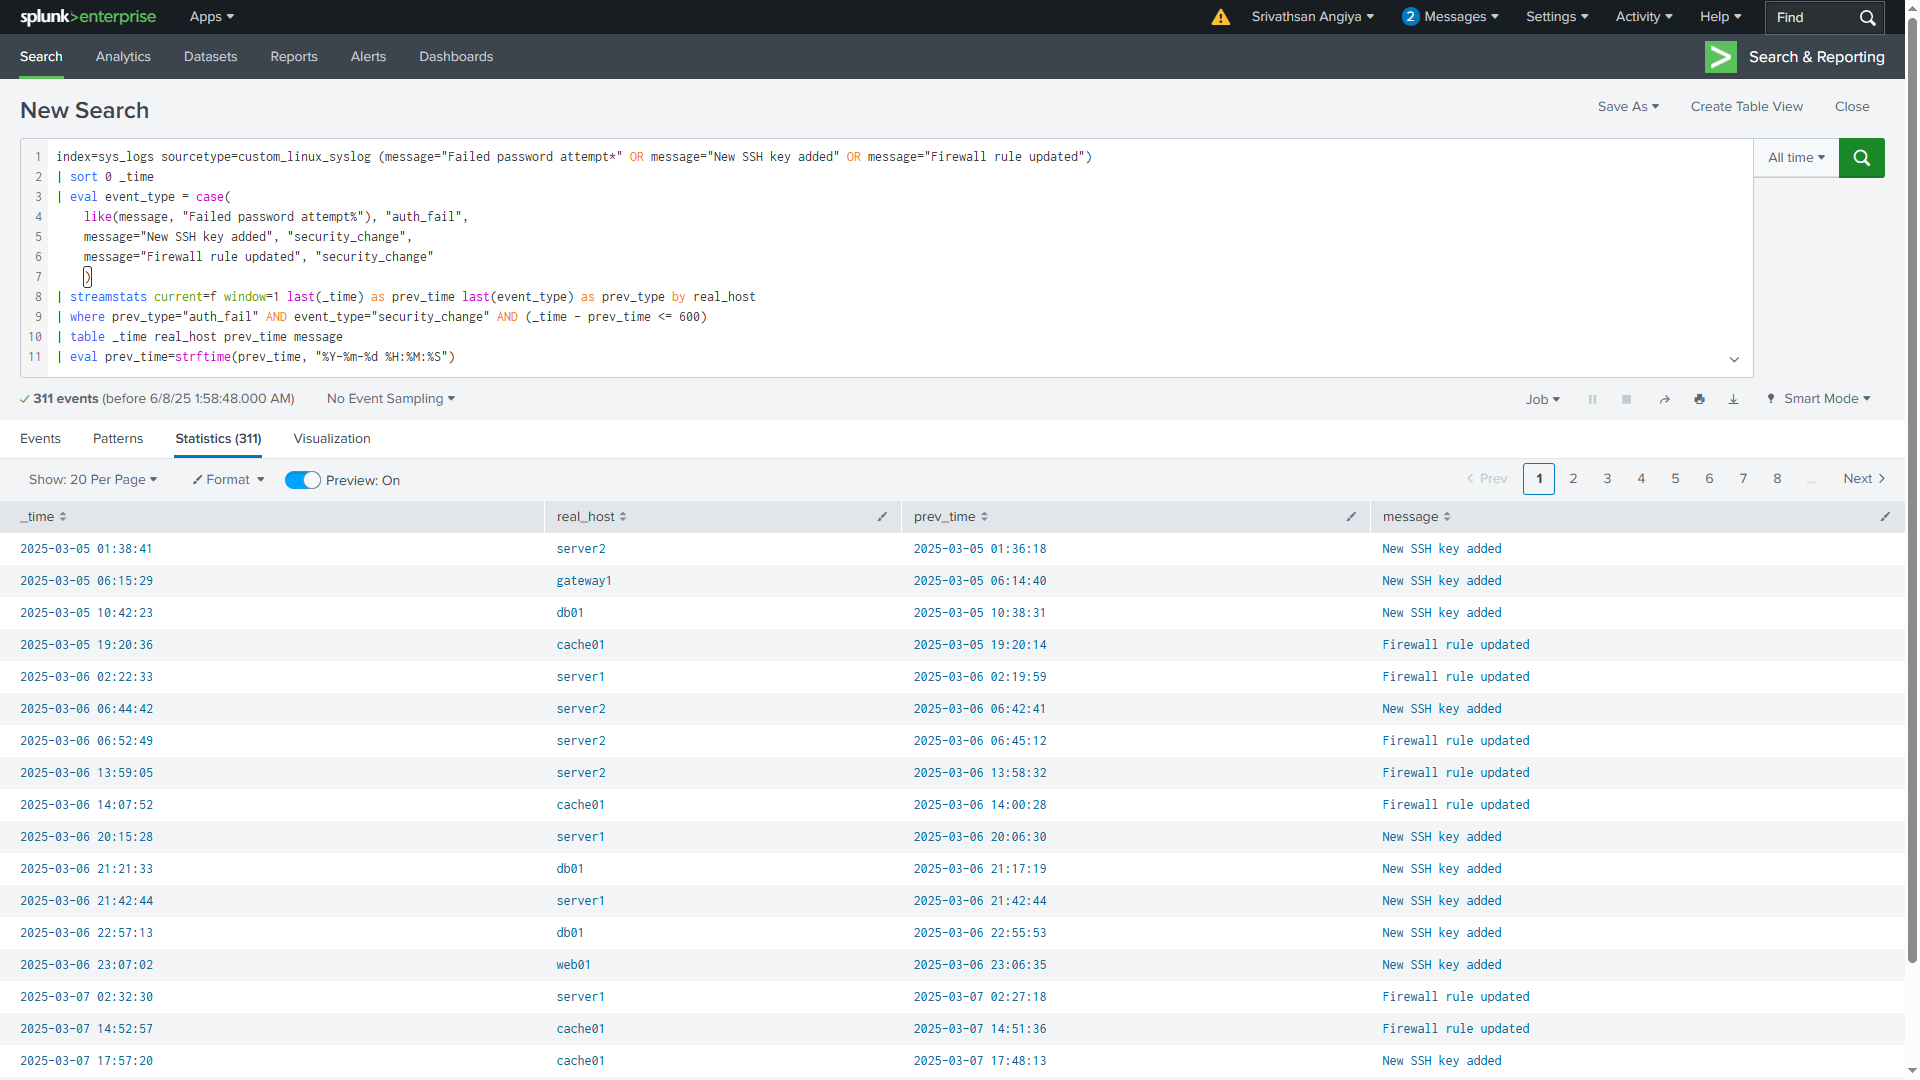 splunk>enterprise Apps Srivathsan Angiya 2 Messages Settings Activity Help Find
Search Analytics Datasets Reports Alerts Dashboards Search & Reporting
New Search Save As Create Table View Close
1 index=sys_logs sourcetype=custom_linux_syslog (message="Failed password attempt*" OR message="New SSH key added" OR message="Firewall rule updated") All time
2 | sort 0 _time
3 | eval event_type = case(
4 like(message, "Failed password attempt%"), "auth_fail",
5 message="New SSH key added", "security_change",
6 message="Firewall rule updated", "security_change"
7 )
8 | streamstats current=f window=1 last(_time) as prev_time last(event_type) as prev_type by real_host
9 | where prev_type="auth_fail" AND event_type="security_change" AND (_time - prev_time <= 600)
10 | table _time real_host prev_time message
11 | eval prev_time=strftime(prev_time, "%Y-%m-%d %H:%M:%S")
✓ 311 events (before 6/8/25 1:58:48.000 AM) No Event Sampling Job Smart Mode
Events Patterns Statistics (311) Visualization
Show: 20 Per Page Format Preview: On < Prev 1 2 3 4 5 6 7 8 ... Next >
_time real_host prev_time message
2025-03-05 01:38:41 server2 2025-03-05 01:36:18 New SSH key added
2025-03-05 06:15:29 gateway1 2025-03-05 06:14:40 New SSH key added
2025-03-05 10:42:23 db01 2025-03-05 10:38:31 New SSH key added
2025-03-05 19:20:36 cache01 2025-03-05 19:20:14 Firewall rule updated
2025-03-06 02:22:33 server1 2025-03-06 02:19:59 Firewall rule updated
2025-03-06 06:44:42 server2 2025-03-06 06:42:41 New SSH key added
2025-03-06 06:52:49 server2 2025-03-06 06:45:12 Firewall rule updated
2025-03-06 13:59:05 server2 2025-03-06 13:58:32 Firewall rule updated
2025-03-06 14:07:52 cache01 2025-03-06 14:00:28 Firewall rule updated
2025-03-06 20:15:28 server1 2025-03-06 20:06:30 New SSH key added
2025-03-06 21:21:33 db01 2025-03-06 21:17:19 New SSH key added
2025-03-06 21:42:44 server1 2025-03-06 21:42:44 New SSH key added
2025-03-06 22:57:13 db01 2025-03-06 22:55:53 New SSH key added
2025-03-06 23:07:02 web01 2025-03-06 23:06:35 New SSH key added
2025-03-07 02:32:30 server1 2025-03-07 02:27:18 Firewall rule updated
2025-03-07 14:52:57 cache01 2025-03-07 14:51:36 Firewall rule updated
2025-03-07 17:57:20 cache01 2025-03-07 17:48:13 New SSH key added